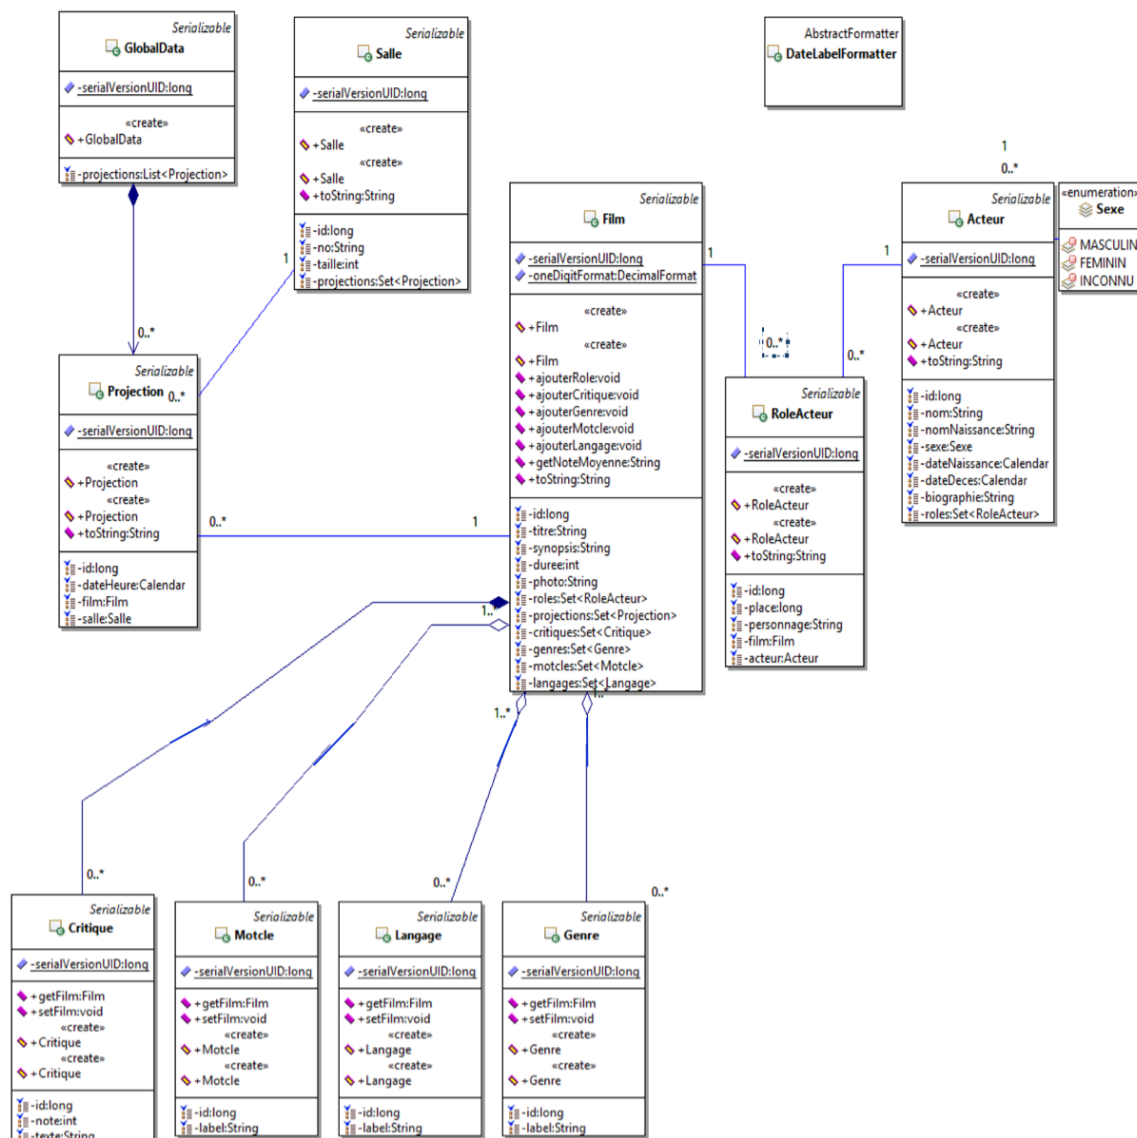 Serializable
GlobalData
-serialVersionUID:long
«create»
+GlobalData
-projections:List<Projection>
Serializable
Salle
-serialVersionUID:long
«create»
+Salle
«create»
+Salle
+toString:String
-id:long
-no:String
-taille:int
-projections:Set<Projection>
AbstractFormatter
DateLabelFormatter
1
0..*
0..*
1
0..*
Serializable
Projection
-serialVersionUID:long
«create»
+Projection
«create»
+Projection
+toString:String
-id:long
-dateHeure:Calendar
-film:Film
-salle:Salle
0..*
1
Serializable
Film
-serialVersionUID:long
-oneDigitFormat:DecimalFormat
«create»
+Film
«create»
+Film
+ajouterRole:void
+ajouterCritique:void
+ajouterGenre:void
+ajouterMotcle:void
+ajouterLangage:void
+getNoteMoyenne:String
+toString:String
-id:long
-titre:String
-synopsis:String
-duree:int
-photo:String
-roles:Set<RoleActeur>
-projections:Set<Projection>
-critiques:Set<Critique>
-genres:Set<Genre>
-motcles:Set<Motcle>
-langages:Set<Langage>
1
0..*
1
0..*
Serializable
Acteur
-serialVersionUID:long
«create»
+Acteur
«create»
+Acteur
+toString:String
-id:long
-nom:String
-nomNaissance:String
-sexe:Sexe
-dateNaissance:Calendar
-dateDeces:Calendar
-biographie:String
-roles:Set<RoleActeur>
«enumeration»
Sexe
MASCULIN
FEMININ
INCONNU
Serializable
RoleActeur
-serialVersionUID:long
«create»
+RoleActeur
«create»
+RoleActeur
+toString:String
-id:long
-place:long
-personnage:String
-film:Film
-acteur:Acteur
1..*
1..*
1..*
0..*
0..*
0..*
0..*
Serializable
Critique
-serialVersionUID:long
+getFilm:Film
+setFilm:void
«create»
+Critique
«create»
+Critique
-id:long
-note:int
-texte:String
Serializable
Motcle
-serialVersionUID:long
+getFilm:Film
+setFilm:void
«create»
+Motcle
«create»
+Motcle
-id:long
-label:String
Serializable
Langage
-serialVersionUID:long
+getFilm:Film
+setFilm:void
«create»
+Langage
«create»
+Langage
-id:long
-label:String
Serializable
Genre
-serialVersionUID:long
+getFilm:Film
+setFilm:void
«create»
+Genre
«create»
+Genre
-id:long
-label:String